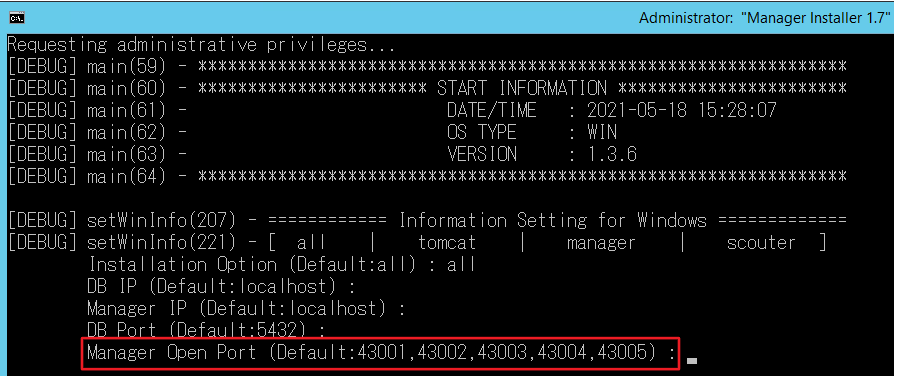 Administrator: "Manager Installer 1.7"
Requesting administrative privileges...
[DEBUG] main(59) - *****************************************************************
[DEBUG] main(60) - *********************** START INFORMATION ***********************
[DEBUG] main(61) - DATE/TIME : 2021-05-18 15:28:07
[DEBUG] main(62) - OS TYPE : WIN
[DEBUG] main(63) - VERSION : 1.3.6
[DEBUG] main(64) - *****************************************************************
[DEBUG] setWinInfo(207) - ============ Information Setting for Windows =============
[DEBUG] setWinInfo(221) - [ all | tomcat | manager | scouter ]
Installation Option (Default:all) : all
DB IP (Default:localhost) :
Manager IP (Default:localhost) :
DB Port (Default:5432) :
Manager Open Port (Default:43001,43002,43003,43004,43005) : _